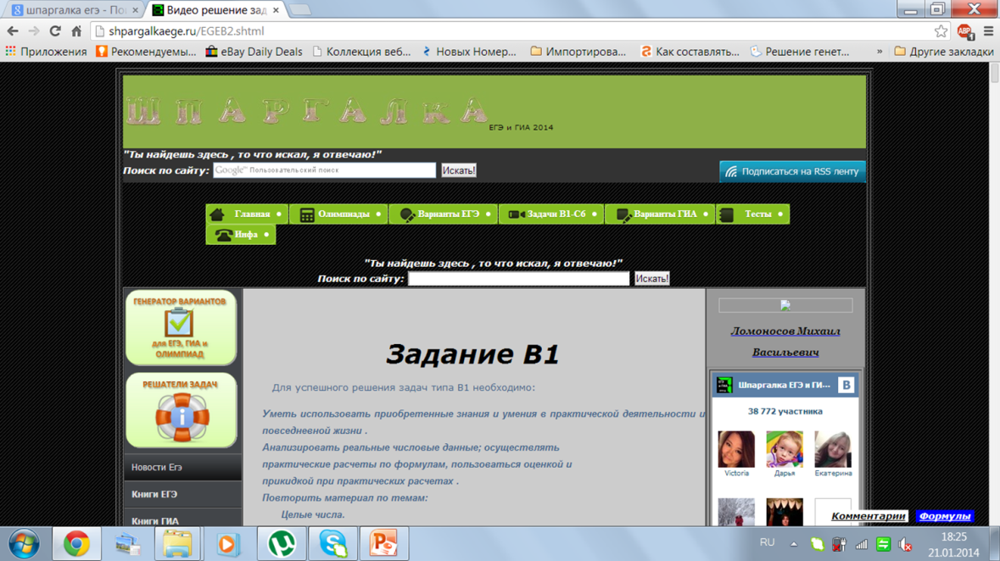 шпаргалка егэ - По
Видео решение зад
shpargalkaege.ru/EGEB2.shtml
ABP
1
Приложения
Рекомендуемы...
eBay Daily Deals
Коллекция веб...
Новых Номер...
Импортирова...
Как составлять...
Решение генет...
»
Другие закладки
ШПАРГАЛКА
ЕГЭ и ГИА 2014
"Ты найдешь здесь , то что искал, я отвечаю!"
Поиск по сайту: Google™ Пользовательский поиск Искать!
Подписаться на RSS ленту
Главная
Олимпиады
Варианты ЕГЭ
Задачи В1-С6
Варианты ГИА
Тесты
Инфа
"Ты найдешь здесь , то что искал, я отвечаю!"
Поиск по сайту: Искать!
ГЕНЕРАТОР ВАРИАНТОВ
для ЕГЭ, ГИА и
ОЛИМПИАД
РЕШАТЕЛИ ЗАДАЧ
Новости Егэ
Книги ЕГЭ
Книги ГИА
Задание В1
Для успешного решения задач типа В1 необходимо:
Уметь использовать приобретенные знания и умения в практической деятельности и
повседневной жизни .
Анализировать реальные числовые данные; осуществлять
практические расчеты по формулам, пользоваться оценкой и
прикидкой при практических расчетах .
Повторить материал по темам:
Целые числа.
Ломоносов Михаил
Васильевич
Шпаргалка ЕГЭ и ГИ...
В
38 772 участника
Victoria
Дарья
Екатерина
Комментарии
Формулы
RU
18:25
21.01.2014